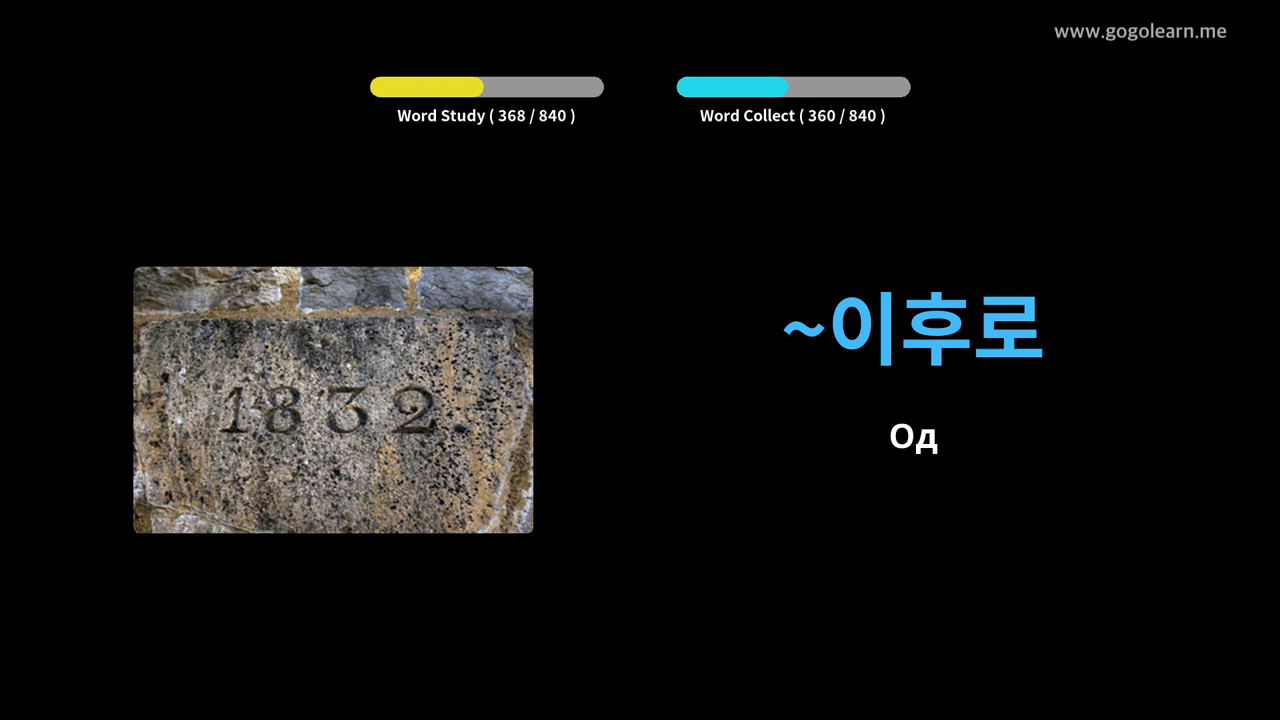 www.gogolearn.me
Word Study ( 368 / 840 )
Word Collect ( 360 / 840 )
1832.
~이후로
Од